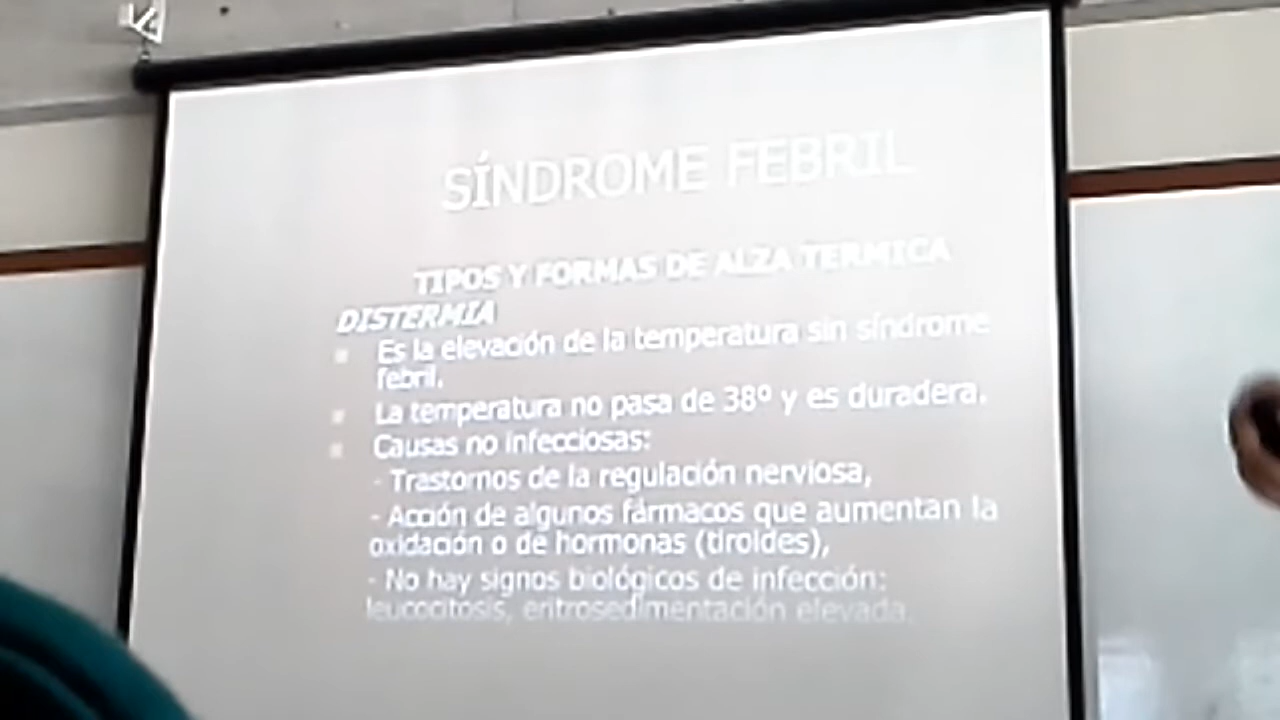 SÍNDROME FEBRIL
TIPOS Y FORMAS DE ALZA TERMICA
DISTERMIA
Es la elevación de la temperatura sin síndrome
febril.
La temperatura no pasa de 38º y es duradera.
Causas no infecciosas:
- Trastornos de la regulación nerviosa,
- Acción de algunos fármacos que aumentan la
oxidación o de hormonas (tiroides),
- No hay signos biológicos de infección:
leucocitosis, eritrosedimentación elevada.